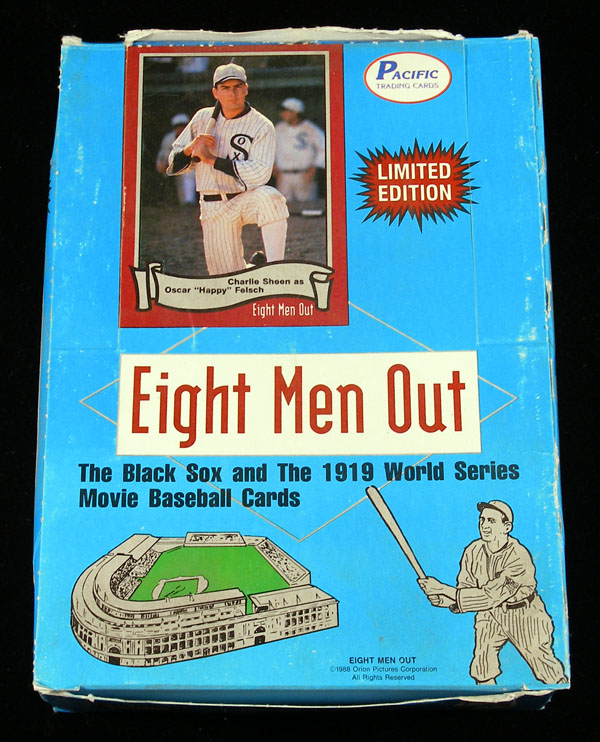 PACIFIC
TRADING CARDS
LIMITED
EDITION
SOX
Charlie Sheen as
Oscar "Happy" Felsch
Eight Men Out
Eight Men Out
The Black Sox and The 1919 World Series
Movie Baseball Cards
EIGHT MEN OUT
©1988 Orion Pictures Corporation
All Rights Reserved